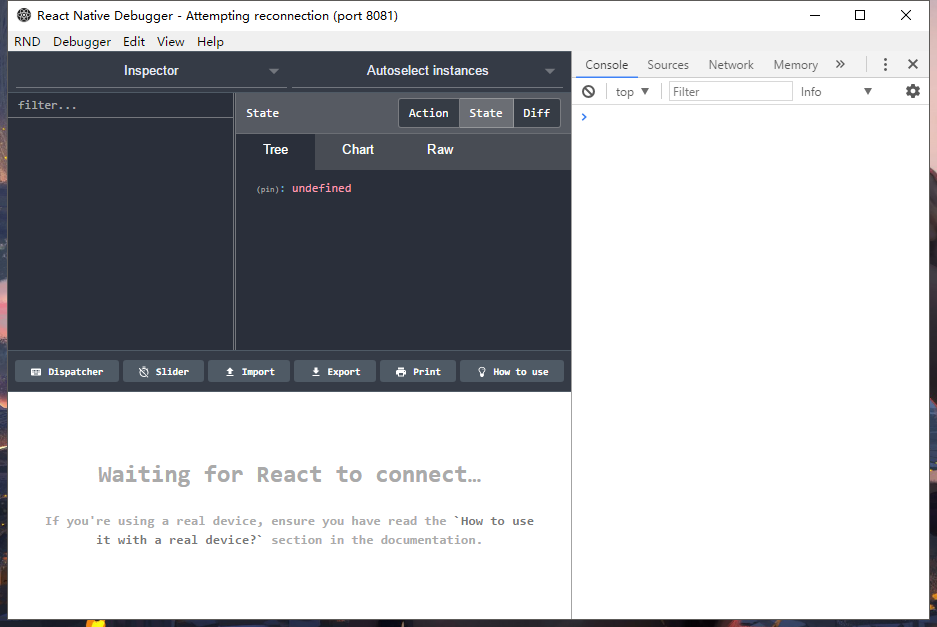 React Native Debugger - Attempting reconnection (port 8081)
RND Debugger Edit View Help
Inspector Autoselect instances
filter...
State Action State Diff
Tree Chart Raw
(pin): undefined
Dispatcher Slider Import Export Print How to use
Waiting for React to connect…
If you're using a real device, ensure you have read the `How to use
it with a real device?` section in the documentation.
Console Sources Network Memory »
top Filter Info